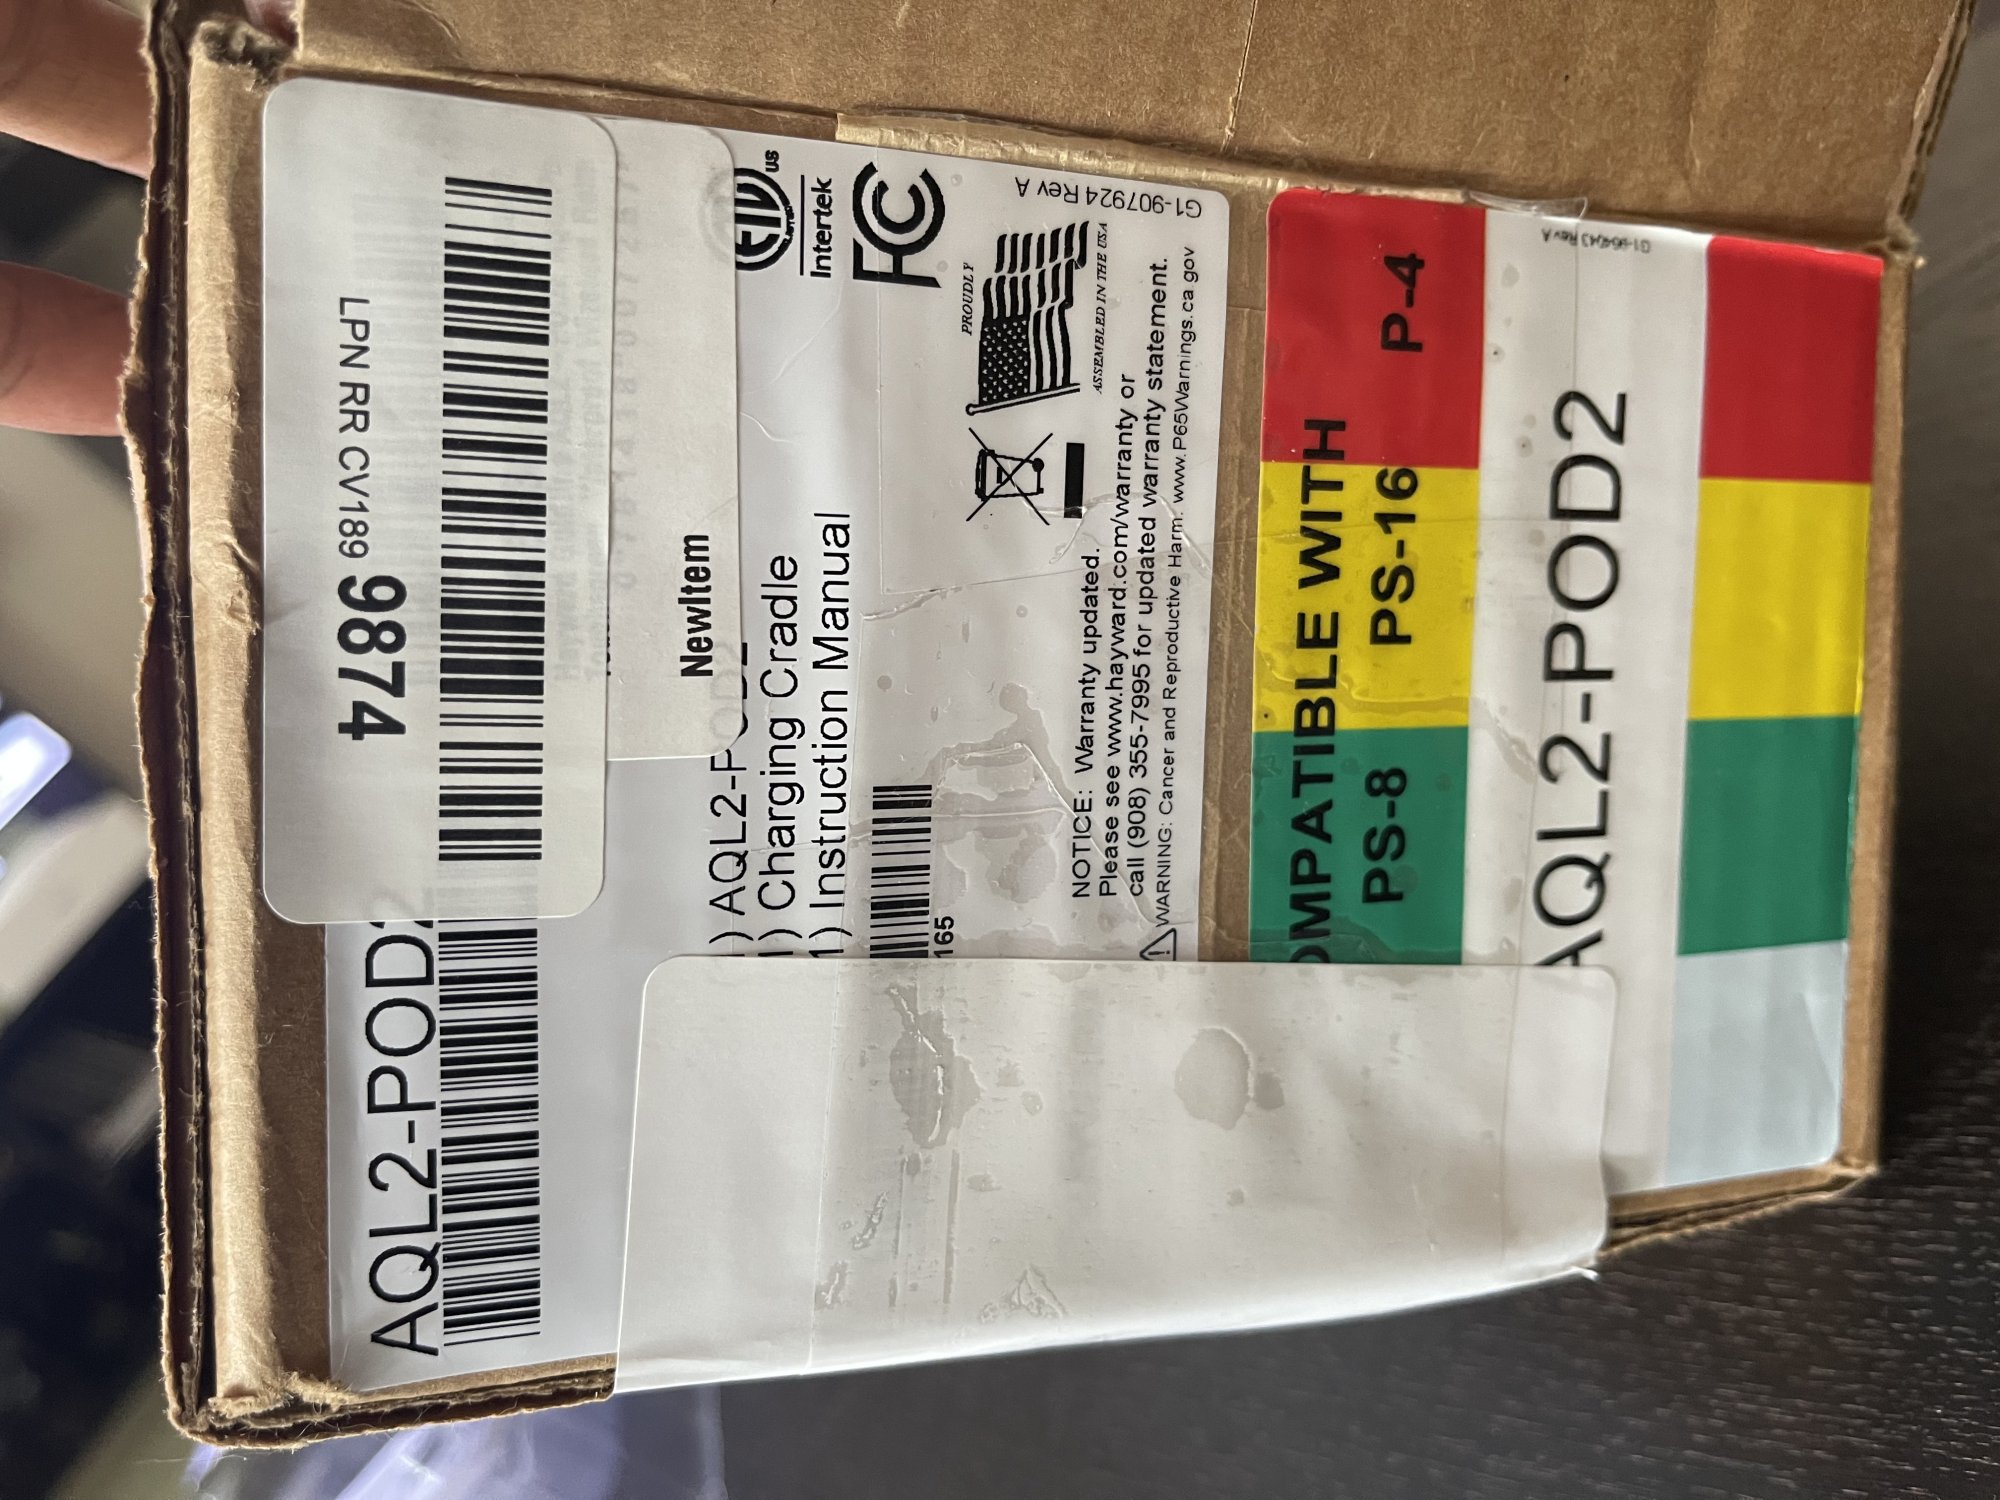 LPN RR CV189 9874
AQL2-POD2
NewItem
) AQL2-POD2
) Charging Cradle
1) Instruction Manual
165
ETL
US
Intertek
FC
PROUDLY
ASSEMBLED IN THE USA
G1-907924 Rev A
NOTICE: Warranty updated.
Please see www.hayward.com/warranty or
call (908) 355-7995 for updated warranty statement.
WARNING: Cancer and Reproductive Harm. www.P65Warnings.ca.gov
OMPATIBLE WITH
PS-8 PS-16 P-4
AQL2-POD2